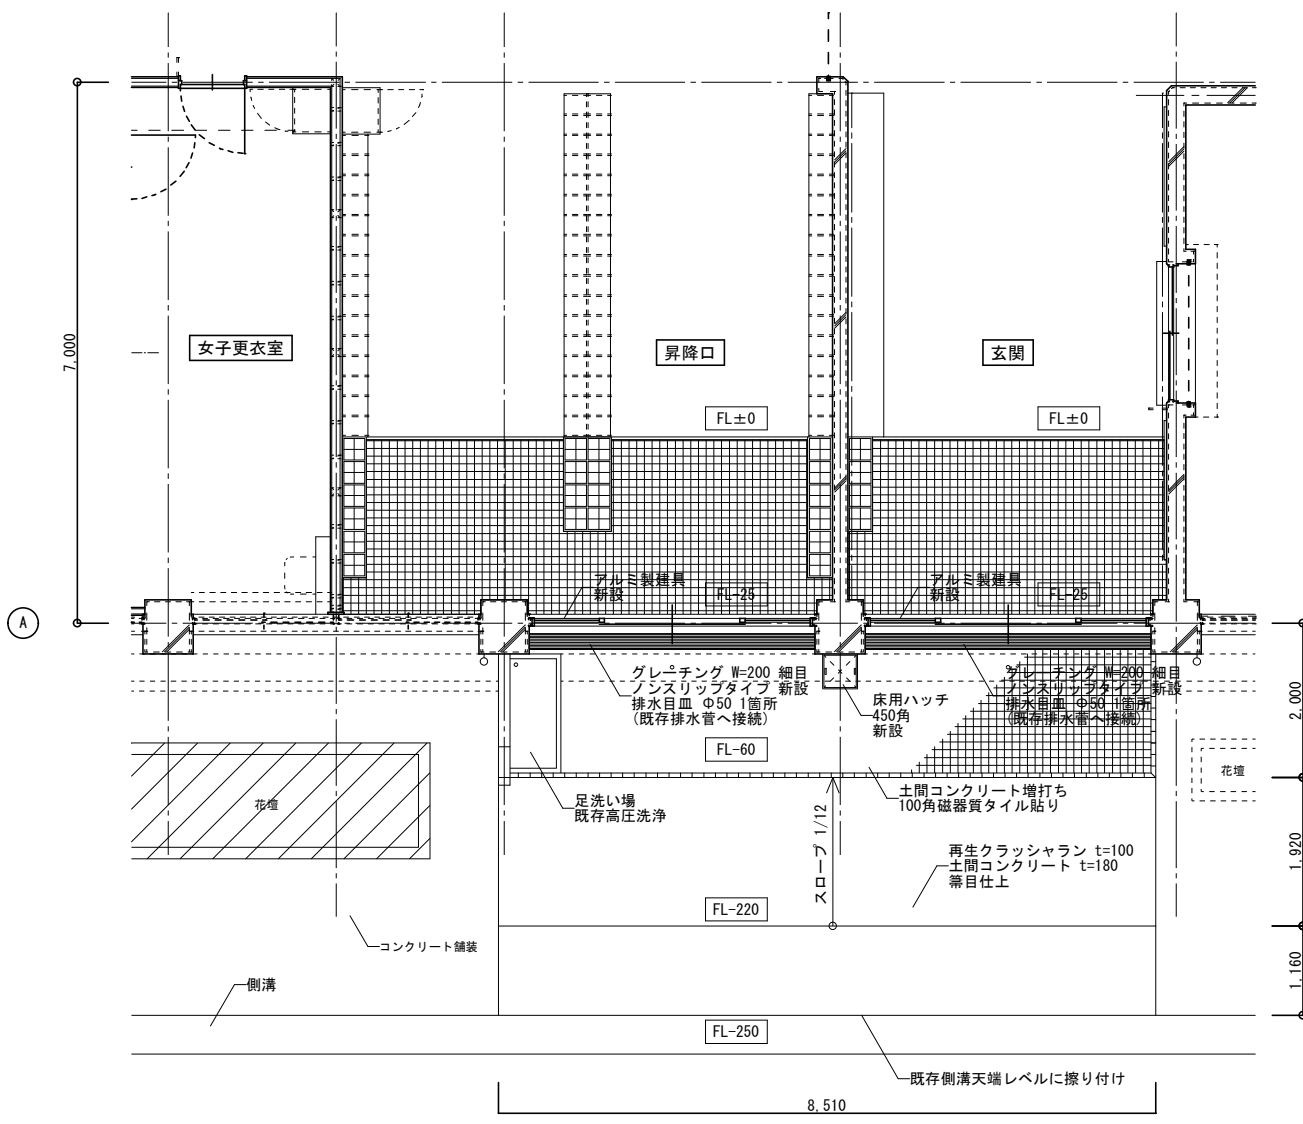 7,000
女子更衣室
昇降口
玄関
FL±0
FL±0
アルミ製建具
新設
FL-25
アルミ製建具
新設
FL-25
A
グレーチング W=200 細目
ノンスリップタイプ 新設
排水目皿 Φ50 1箇所
(既存排水管へ接続)
床用ハッチ
450角
新設
グレーチング W=200 細目
ノンスリップタイプ 新設
排水目皿 Φ50 1箇所
(既存排水管へ接続)
2,000
FL-60
花壇
花壇
足洗い場
既存高圧洗浄
土間コンクリート増打ち
100角磁器質タイル貼り
スロープ 1/12
再生クラッシャラン t=100
土間コンクリート t=180
箒目仕上
1,920
FL-220
コンクリート舗装
側溝
1,160
FL-250
既存側溝天端レベルに擦り付け
8,510